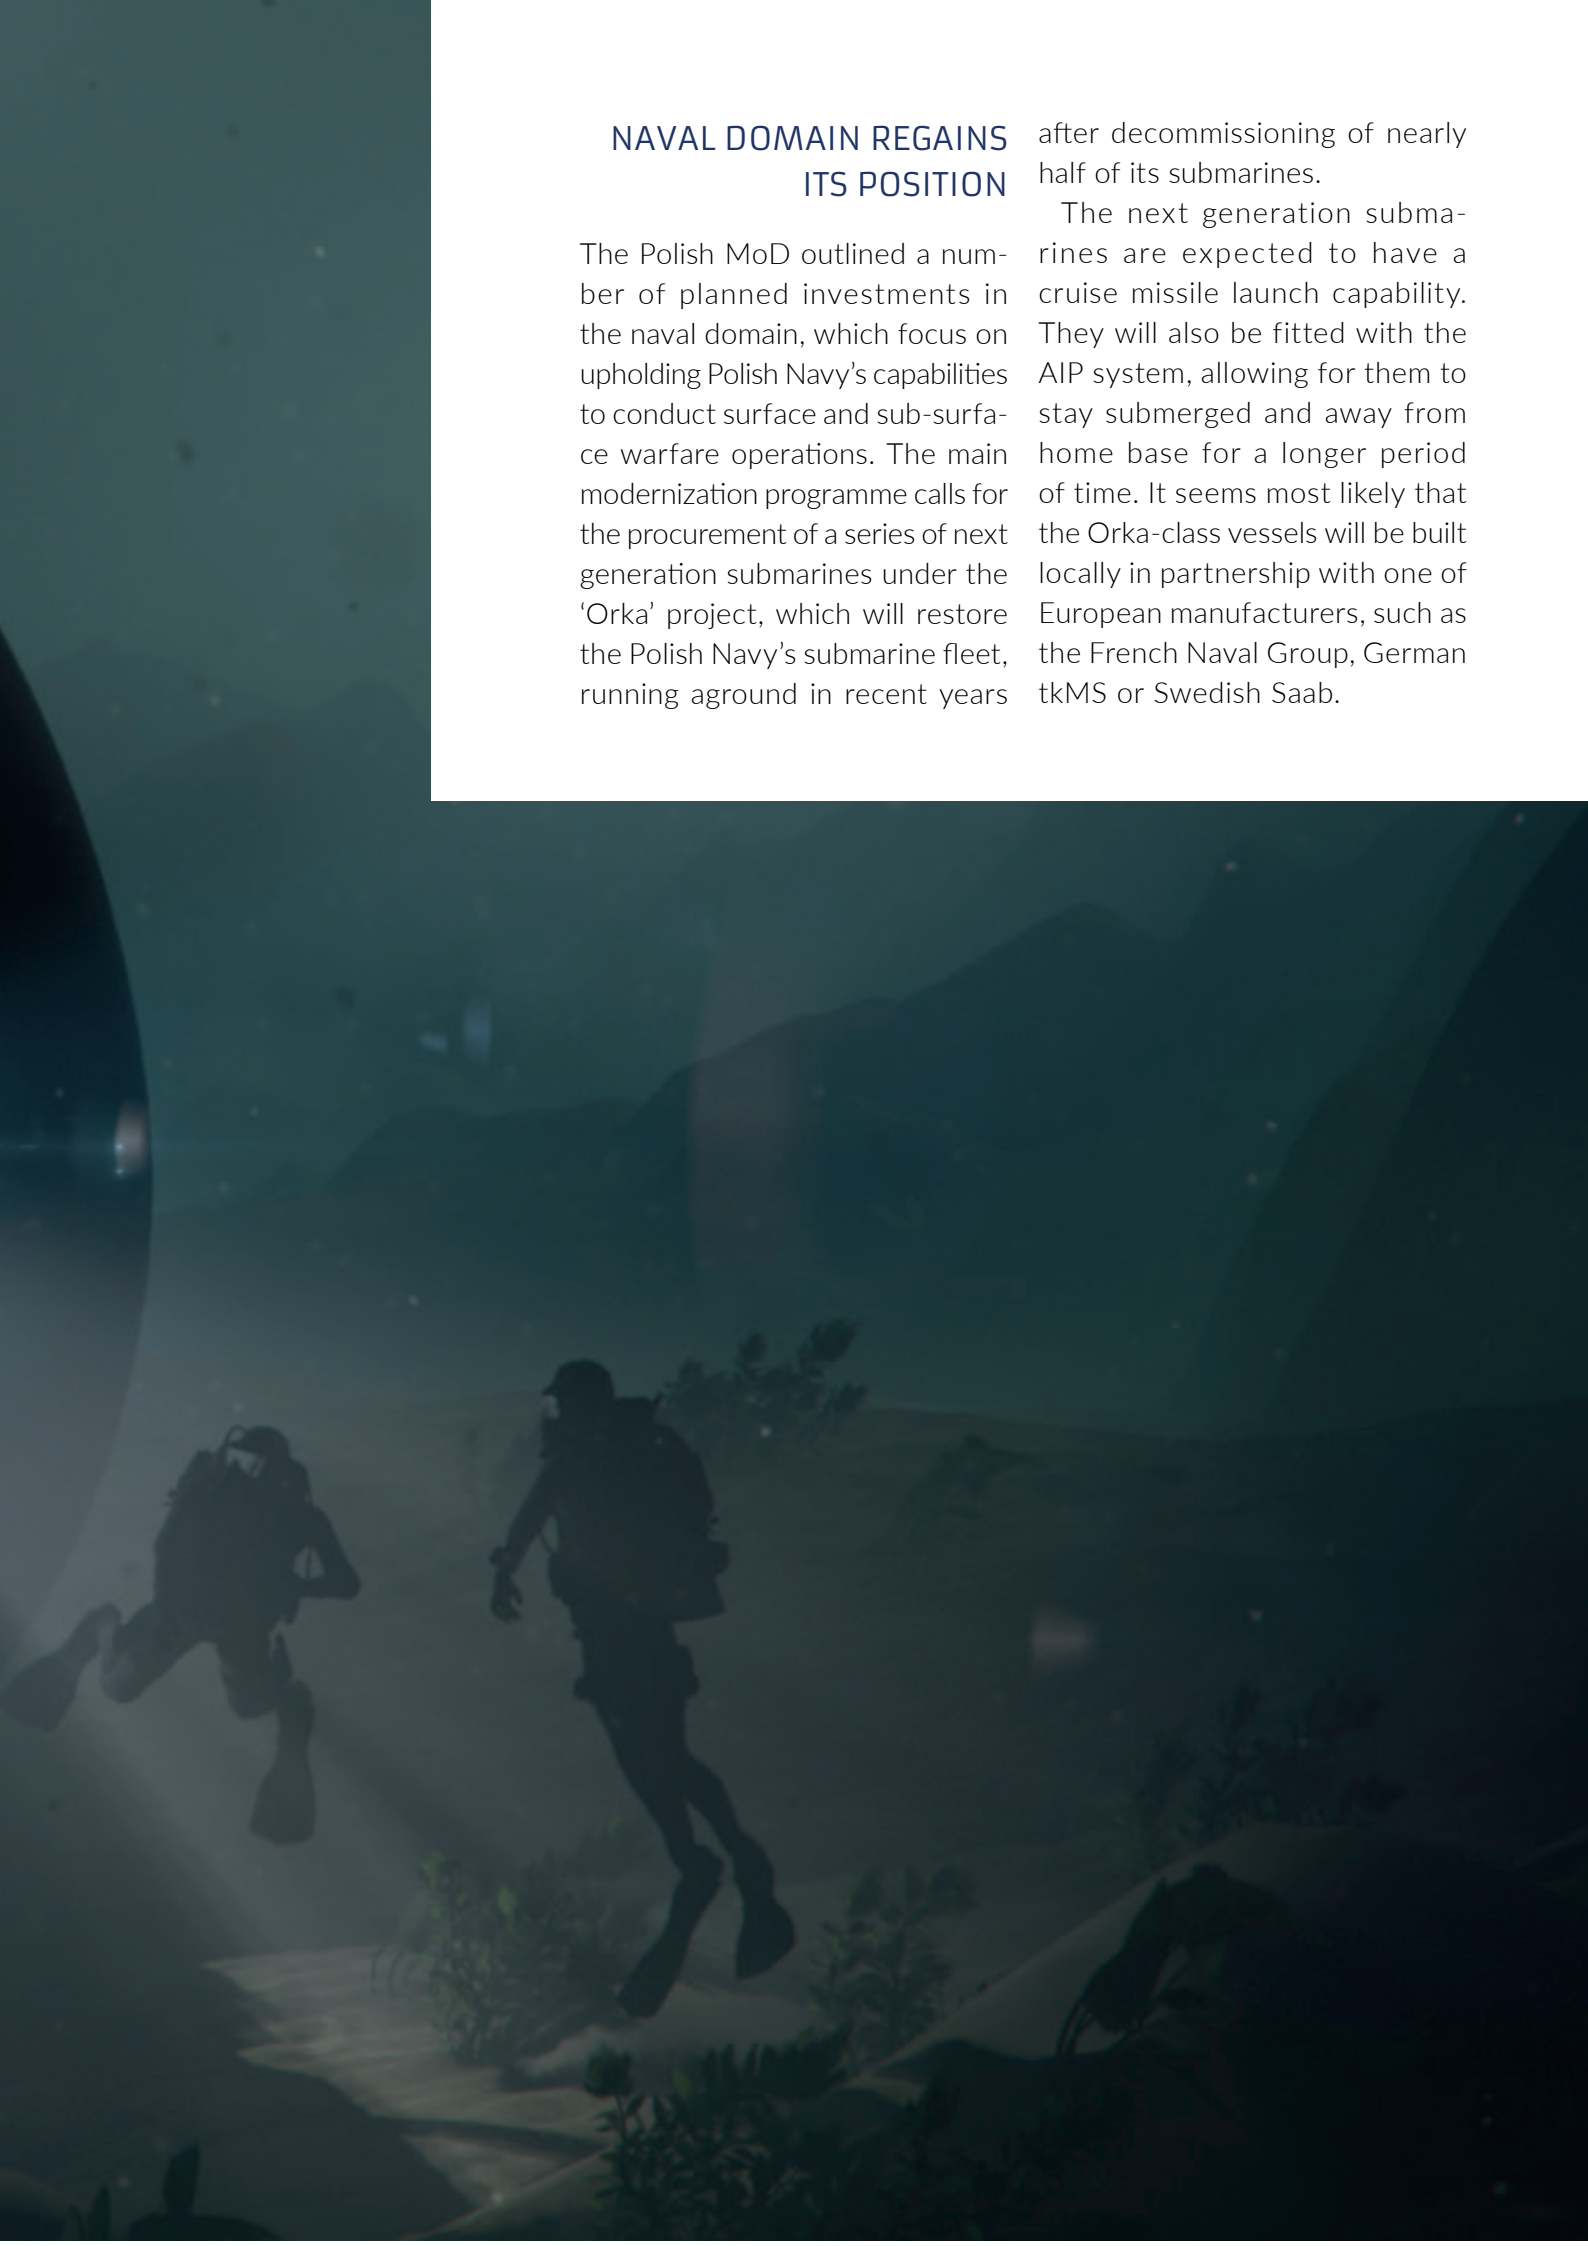 NAVAL DOMAIN REGAINS
ITS POSITION
The Polish MoD outlined a num-
ber of planned investments in
the naval domain, which focus on
upholding Polish Navy’s capabilities
to conduct surface and sub-surfa-
ce warfare operations. The main
modernization programme calls for
the procurement of a series of next
generation submarines under the
‘Orka’ project, which will restore
the Polish Navy’s submarine fleet,
running aground in recent years
after decommissioning of nearly
half of its submarines.
The next generation subma-
rines are expected to have a
cruise missile launch capability.
They will also be fitted with the
AIP system, allowing for them to
stay submerged and away from
home base for a longer period
of time. It seems most likely that
the Orka-class vessels will be built
locally in partnership with one of
European manufacturers, such as
the French Naval Group, German
tkMS or Swedish Saab.